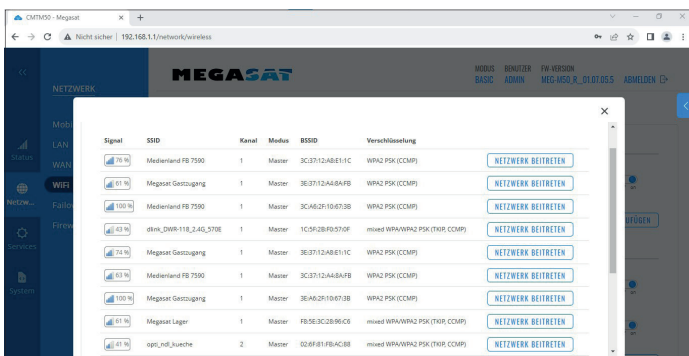 CMTM50 - Megasat
Nicht sicher | 192.168.1.1/network/wireless
MEGASAT
MODUS BENUTZER FW-VERSION
BASIC ADMIN MEG-M50_R_01.07.05.5 ABMELDEN
NETZWERK
Mobi
LAN
WAN
WiFi
Failo
Firew
Status
Netzw...
Services
System
Signal SSID Kanal Modus BSSID Verschlüsselung
76 % Medienland FB 7590 1 Master 3C:37:12:A8:E1:1C WPA2 PSK (CCMP) NETZWERK BEITRETEN
61 % Megasat Gastzugang 1 Master 3E:37:12:A4:8A:FB WPA2 PSK (CCMP) NETZWERK BEITRETEN
100 % Medienland FB 7590 1 Master 3C:A6:2F:10:67:3B WPA2 PSK (CCMP) NETZWERK BEITRETEN
43 % dlink_DWR-118_2.4G_570E 1 Master 1C:5F:2B:F0:57:0F mixed WPA/WPA2 PSK (TKIP, CCMP) NETZWERK BEITRETEN
74 % Megasat Gastzugang 1 Master 3E:37:12:A8:E1:1C WPA2 PSK (CCMP) NETZWERK BEITRETEN
63 % Medienland FB 7590 1 Master 3C:37:12:A4:8A:FB WPA2 PSK (CCMP) NETZWERK BEITRETEN
100 % Megasat Gastzugang 1 Master 3E:A6:2F:10:67:3B WPA2 PSK (CCMP) NETZWERK BEITRETEN
61 % Megasat Lager 1 Master F8:5E:3C:28:96:C6 mixed WPA/WPA2 PSK (TKIP, CCMP) NETZWERK BEITRETEN
41 % opti_ndl_kueche 2 Master 02:6F:81:FB:AC:88 mixed WPA/WPA2 PSK (TKIP, CCMP) NETZWERK BEITRETEN
UFÜGEN